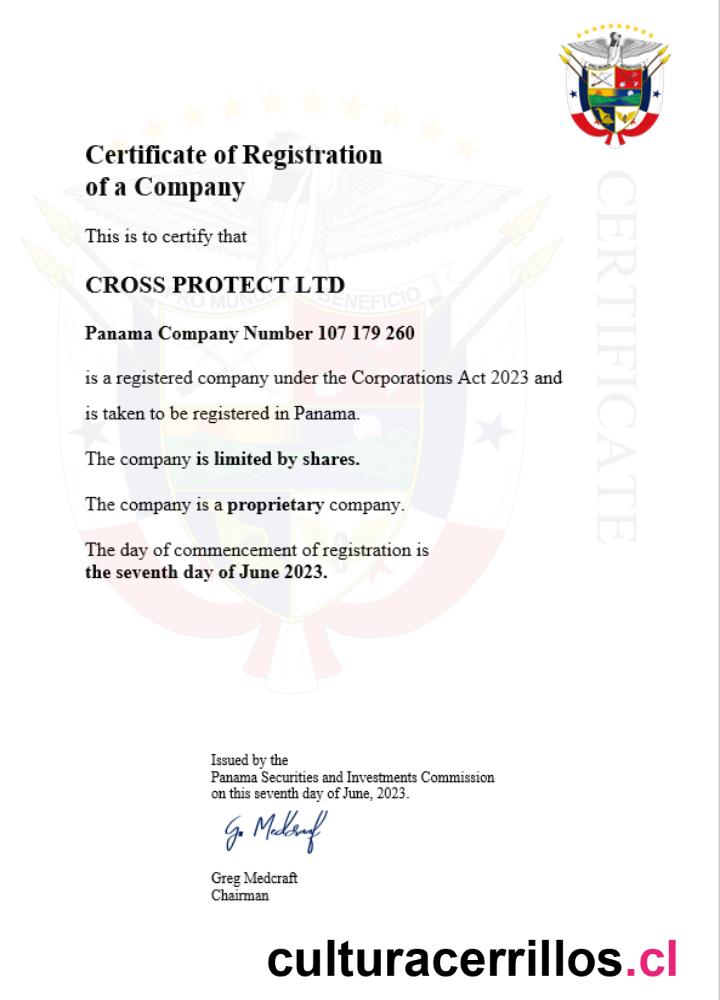 PRO MUNDI BENEFICIO
CERTIFICATE
Certificate of Registration
of a Company
This is to certify that
CROSS PROTECT LTD
PRO MUNDI BENEFICIO
Panama Company Number 107 179 260
is a registered company under the Corporations Act 2023 and
is taken to be registered in Panama.
The company is limited by shares.
The company is a proprietary company.
The day of commencement of registration is
the seventh day of June 2023.
Issued by the
Panama Securities and Investments Commission
on this seventh day of June, 2023.
G. Medcraf
Greg Medcraft
Chairman
culturacerrillos.cl